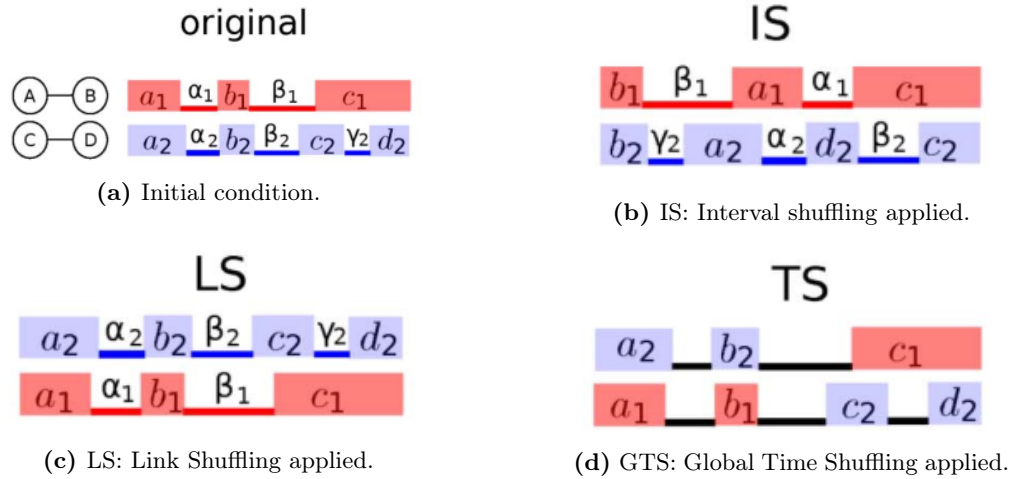 original
A B a₁ α₁ b₁ β₁ c₁
C D a₂ α₂ b₂ β₂ c₂ γ₂ d₂
(a) Initial condition.
IS
b₁ β₁ a₁ α₁ c₁
b₂ γ₂ a₂ α₂ d₂ β₂ c₂
(b) IS: Interval shuffling applied.
LS
a₂ α₂ b₂ β₂ c₂ γ₂ d₂
a₁ α₁ b₁ β₁ c₁
(c) LS: Link Shuffling applied.
TS
a₂ b₂ c₁
a₁ b₁ c₂ d₂
(d) GTS: Global Time Shuffling applied.